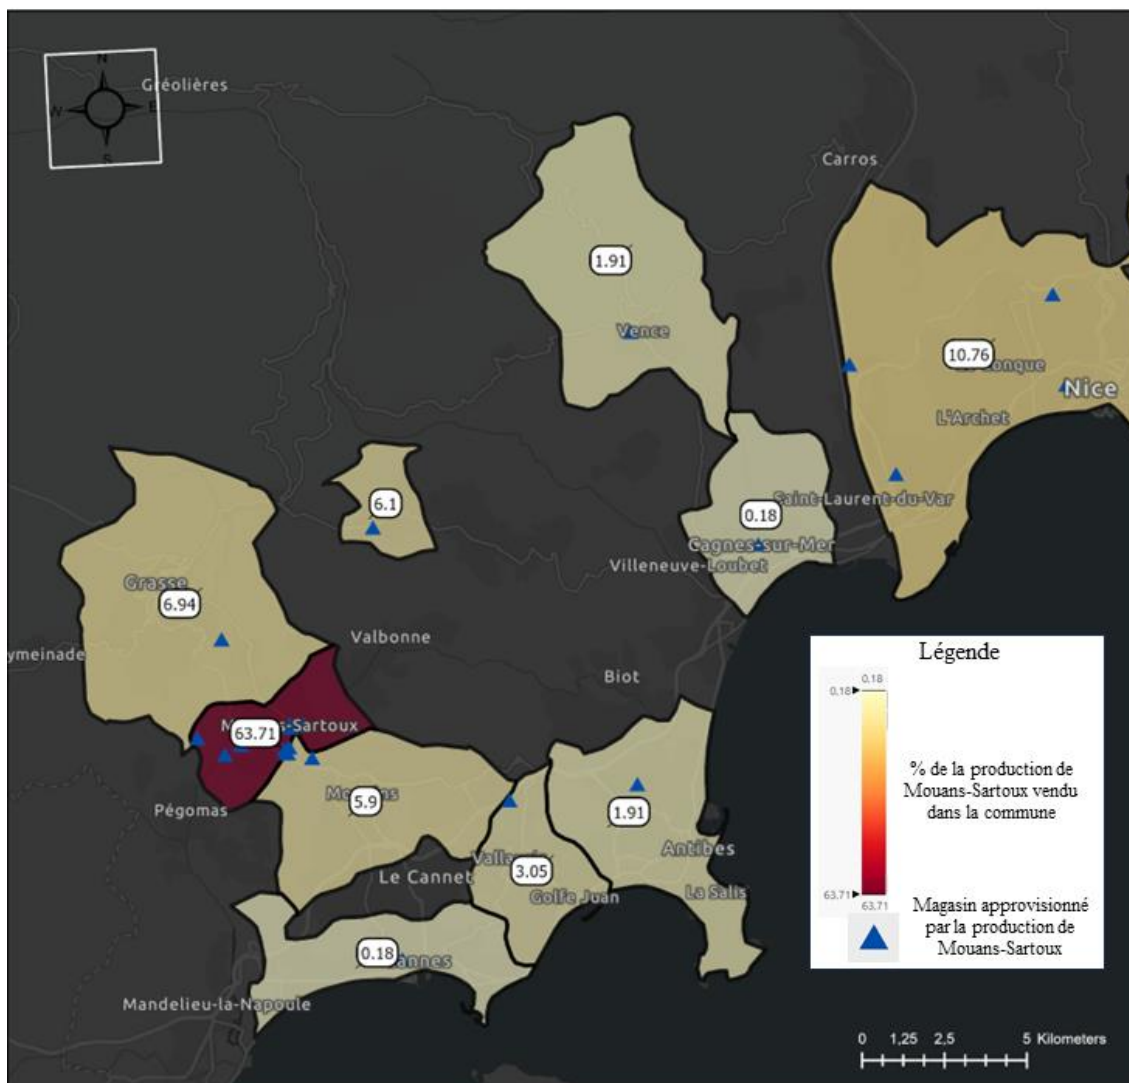 N
W
E
S
Gréolières
Carros
1.91
Vence
10.76
Nice
L'Archet
6.1
0.18
Saint-Laurent-du-Var
Cagnes-sur-Mer
Villeneuve-Loubet
Grasse
6.94
Valbonne
ymeinade
Biot
63.71
-Sartoux
Pégomas
5.9
1.91
Antibes
Le Cannet
3.05
Golfe Juan
La Salis
0.18
annes
Mandelieu-la-Napoule
Légende
0.18
0,18
% de la production de
Mouans-Sartoux vendu
dans la commune
63.71
63.71
Magasin approvisionné
par la production de
Mouans-Sartoux
0 1,25 2,5 5 Kilometers